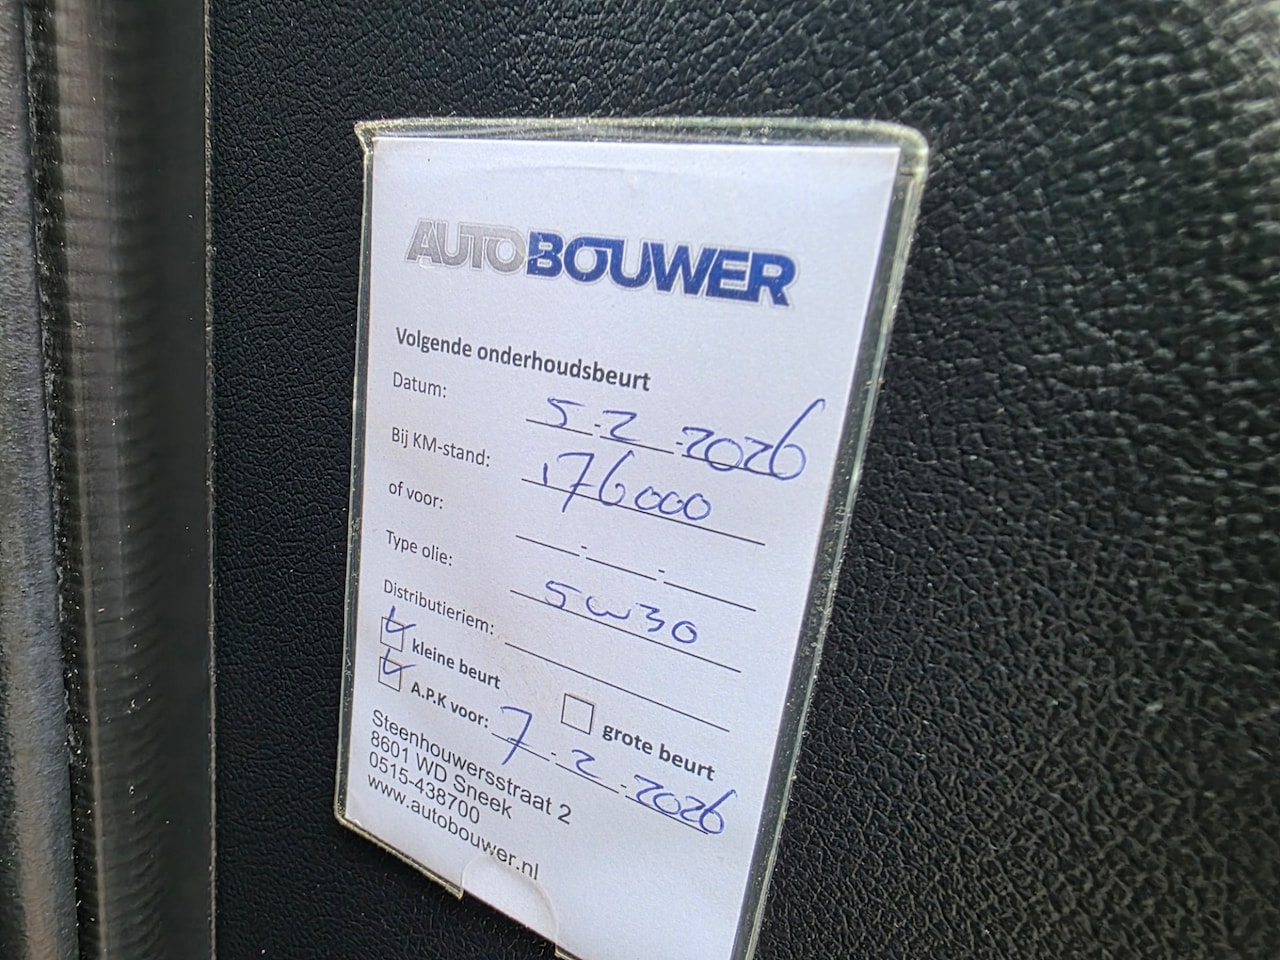 AUTOBOUWER
Volgende onderhoudsbeurt
Datum: 5-2-2026
Bij KM-stand: 176000
of voor: - -
Type olie: 5w30
Distributieriem:
kleine beurt grote beurt
A.P.K voor: 7-2-2026
Steenhouwersstraat 2
8601 WD Sneek
0515-438700
www.autobouwer.nl